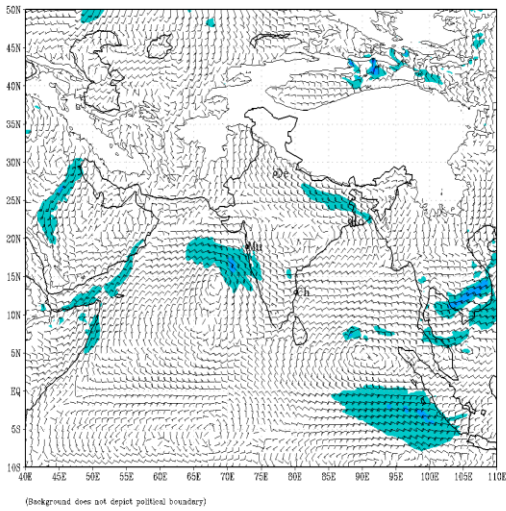 50N
45N
40N
35N
30N
25N
20N
15N
10N
5N
EQ
5S
10S
40E 45E 50E 55E 60E 65E 70E 75E 80E 85E 90E 95E 100E 105E 110E
(Background does not depict political boundary)